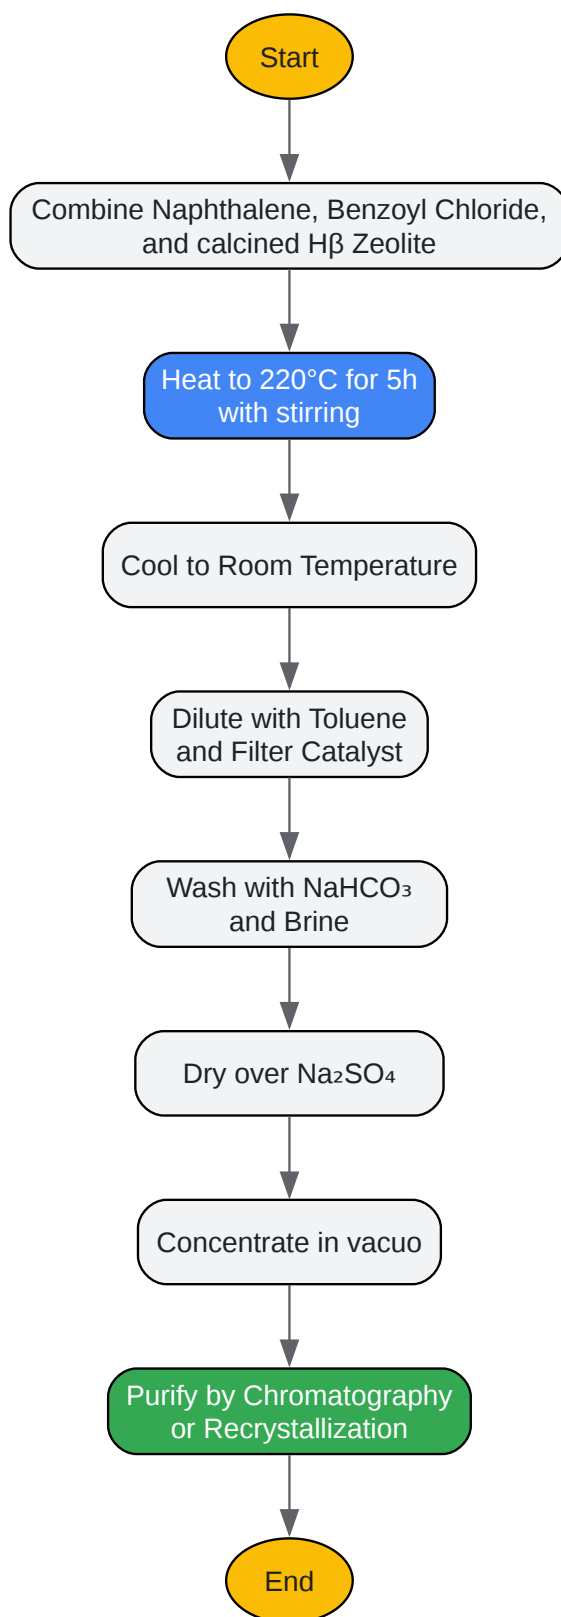 Start
Combine Naphthalene, Benzoyl Chloride,
and calcined Hβ Zeolite
Heat to 220°C for 5h
with stirring
Cool to Room Temperature
Dilute with Toluene
and Filter Catalyst
Wash with NaHCO₃
and Brine
Dry over Na₂SO₄
Concentrate in vacuo
Purify by Chromatography
or Recrystallization
End